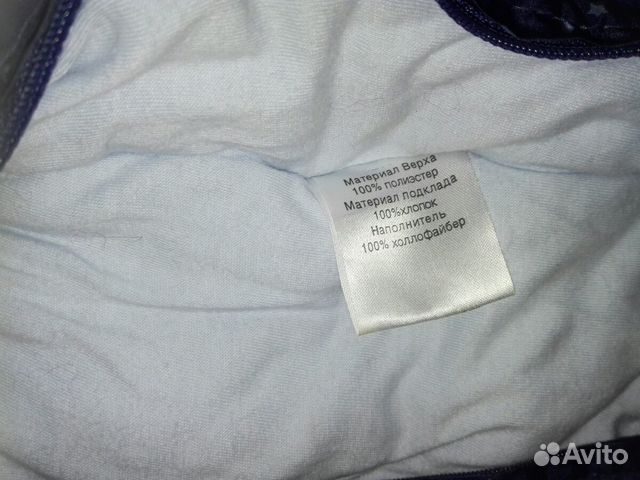 Материал Верха
100% полиэстер
Материал подклада
100%хлопок
Наполнитель
100% холлофайбер
Avito